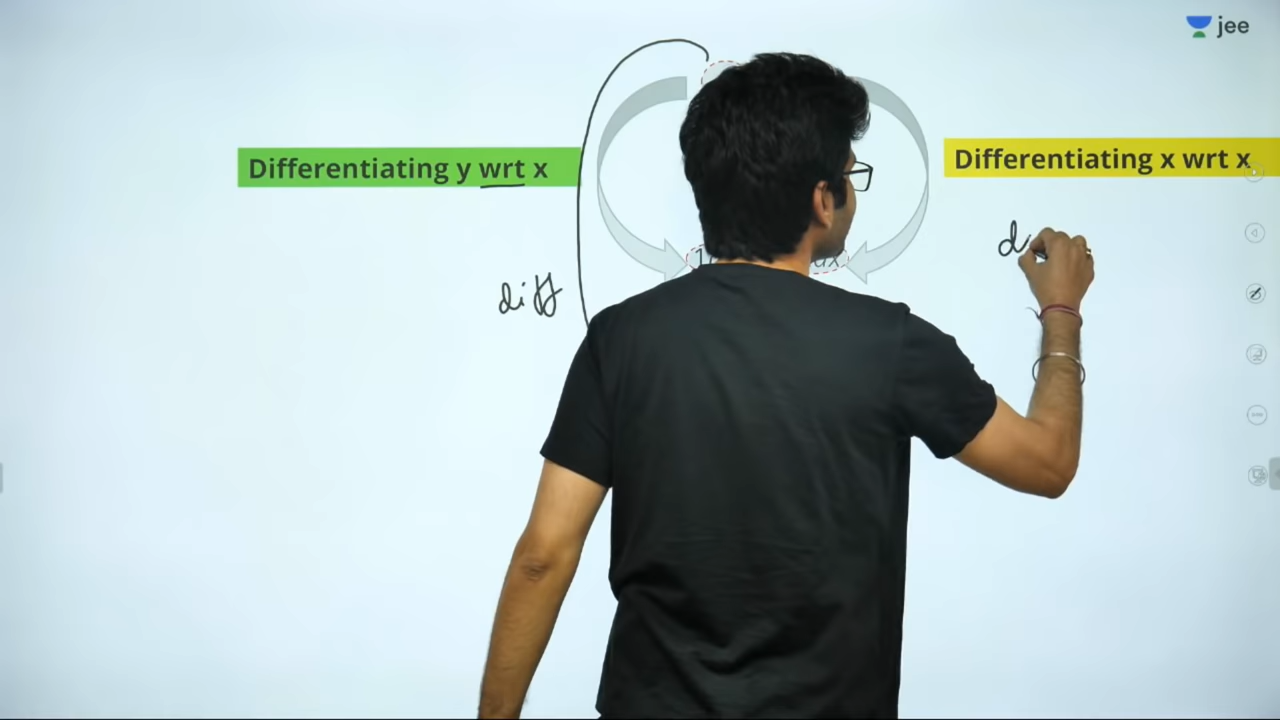 jee
Differentiating y wrt x
Differentiating x wrt x
diff